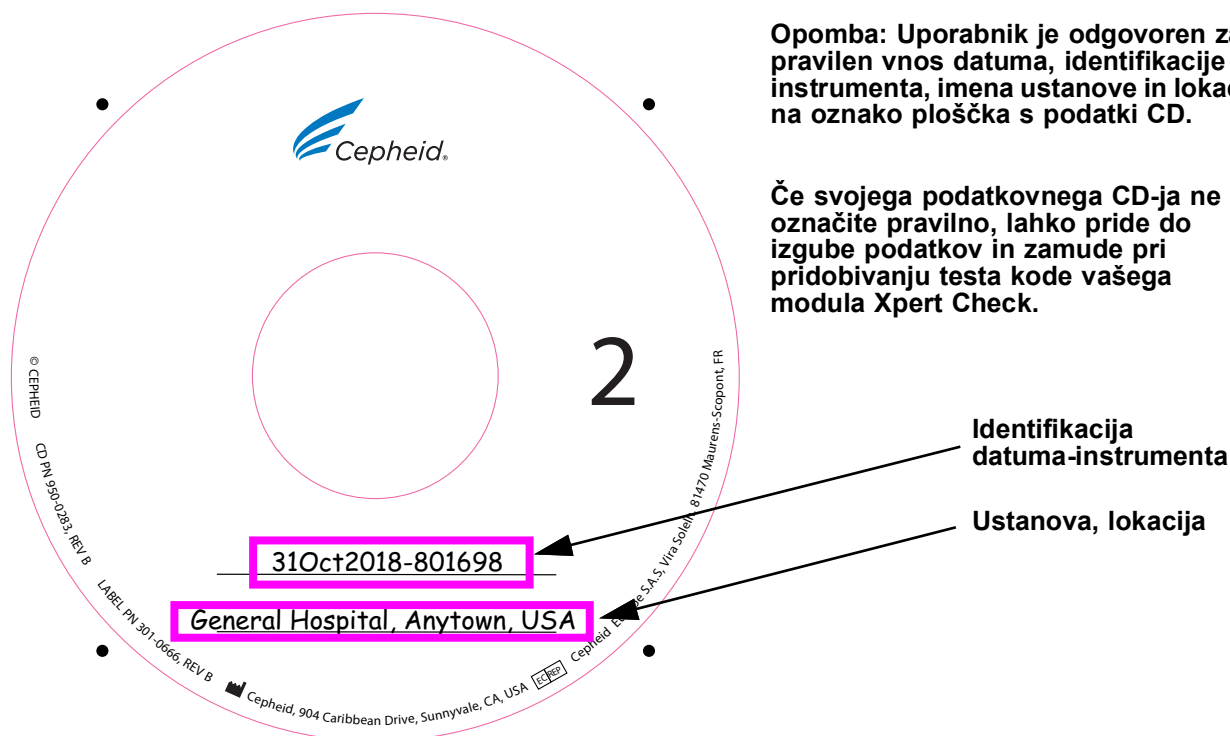 Opomba: Uporabnik je odgovoren za
pravilen vnos datuma, identifikacije
instrumenta, imena ustanove in
na oznako ploščka s podatki CD.
Če svojega podatkovnega CD-ja ne
označite pravilno, lahko pride do
izgube podatkov in zamude pri
pridobivanju testa kode vašega
modula Xpert Check.
Cepheid®
2
Identifikacija
datuma-instrumenta
Ustanova, lokacija
31Oct2018-801698
General Hospital, Anytown, USA
© CEPHEID CD PN 950-0283, REV B LABEL PN 301-0666, REV B Cepheid, 904 Caribbean Drive, Sunnyvale, CA, USA EC REP Cepheid S.A.S, Vira Solelh, 81470 Maurens-Scopont, FR